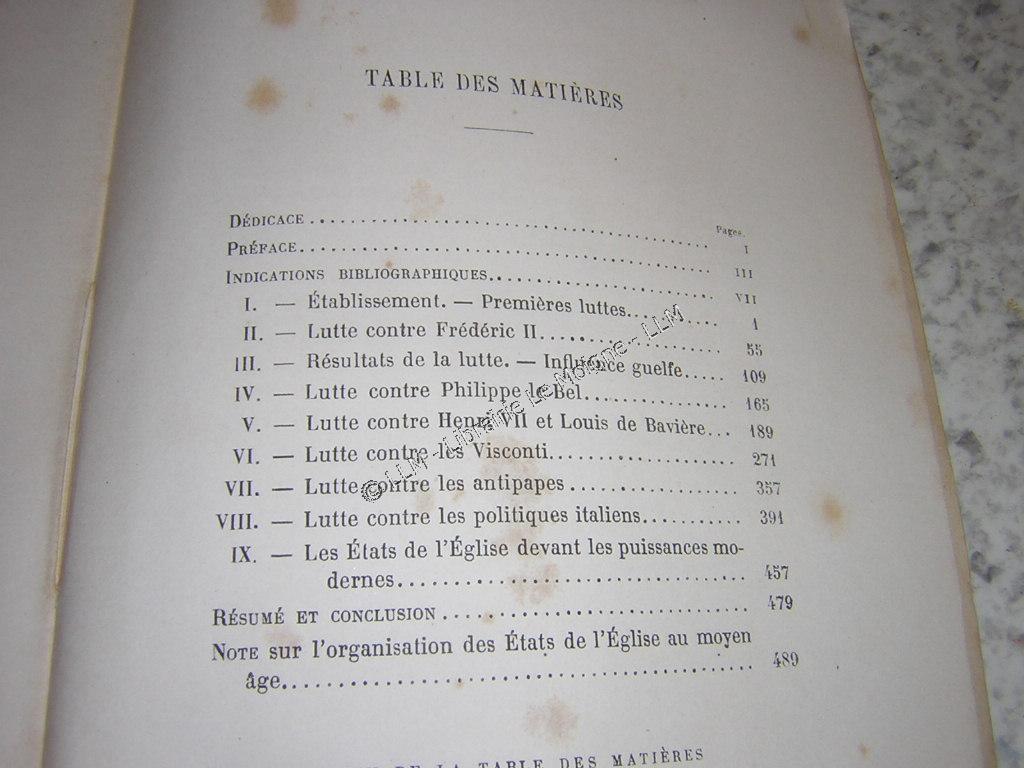 TABLE DES MATIÈRES
Pages.
DÉDICACE........................................ I
PRÉFACE........................................ III
INDICATIONS BIBLIOGRAPHIQUES........................ VII
I. — Établissement. — Premières luttes............ 1
II. — Lutte contre Frédéric II.................... 55
III. — Résultats de la lutte. — Influence guelfe..... 109
IV. — Lutte contre Philippe le Bel................ 165
V. — Lutte contre Henri VII et Louis de Bavière... 189
VI. — Lutte contre les Visconti................... 271
VII. — Lutte contre les antipapes................. 357
VIII. — Lutte contre les politiques italiens.......... 391
IX. — Les États de l'Église devant les puissances mo-
dernes................................ 457
RÉSUMÉ ET CONCLUSION.............................. 479
NOTE sur l'organisation des États de l'Église au moyen
âge............................................ 489
DE LA TABLE DES MATIÈRES
© LLM - Librairie Le Moigne - LLM